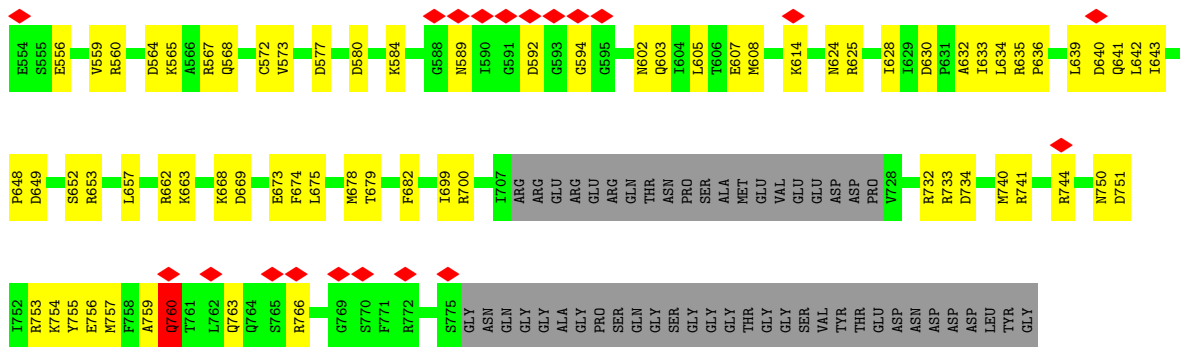 E554 S555 E556 V559 R560 D564 K565 A566 R567 Q568 C572 V573 D577 D580 K584 G588 N589 I590 G591 D592 G593 G594 G595 N602 Q603 I604 L605 T606 E607 M608 K614 N624 R625 I628 I629 D630 P631 A632 I633 L634 R635 P636 L639 D640 Q641 L642 I643
P648 D649 S652 R653 L657 R662 K663 K668 D669 E673 F674 L675 M678 T679 F682 I699 R700 I707 ARG ARG GLU ARG GLU ARG GLN THR ASN PRO SER ALA MET GLU VAL GLU GLU ASP ASP PRO V728 R732 R733 D734 M740 R741 R744 N750 D751
I752 R753 K754 Y755 E756 M757 F758 A759 Q760 T761 L762 Q763 Q764 S765 R766 G769 S770 F771 R772 S775 GLY ASN GLN GLY GLY ALA GLY PRO SER GLN GLY SER GLY GLY GLY THR GLY GLY SER VAL TYR THR GLU ASP ASN ASP ASP ASP LEU TYR GLY